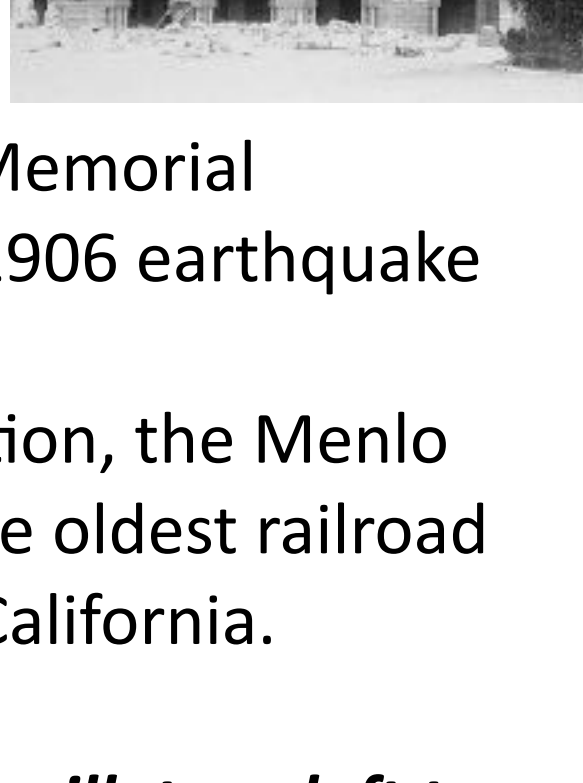 Memorial
1906 earthquake
tion, the Menlo
e oldest railroad
California.